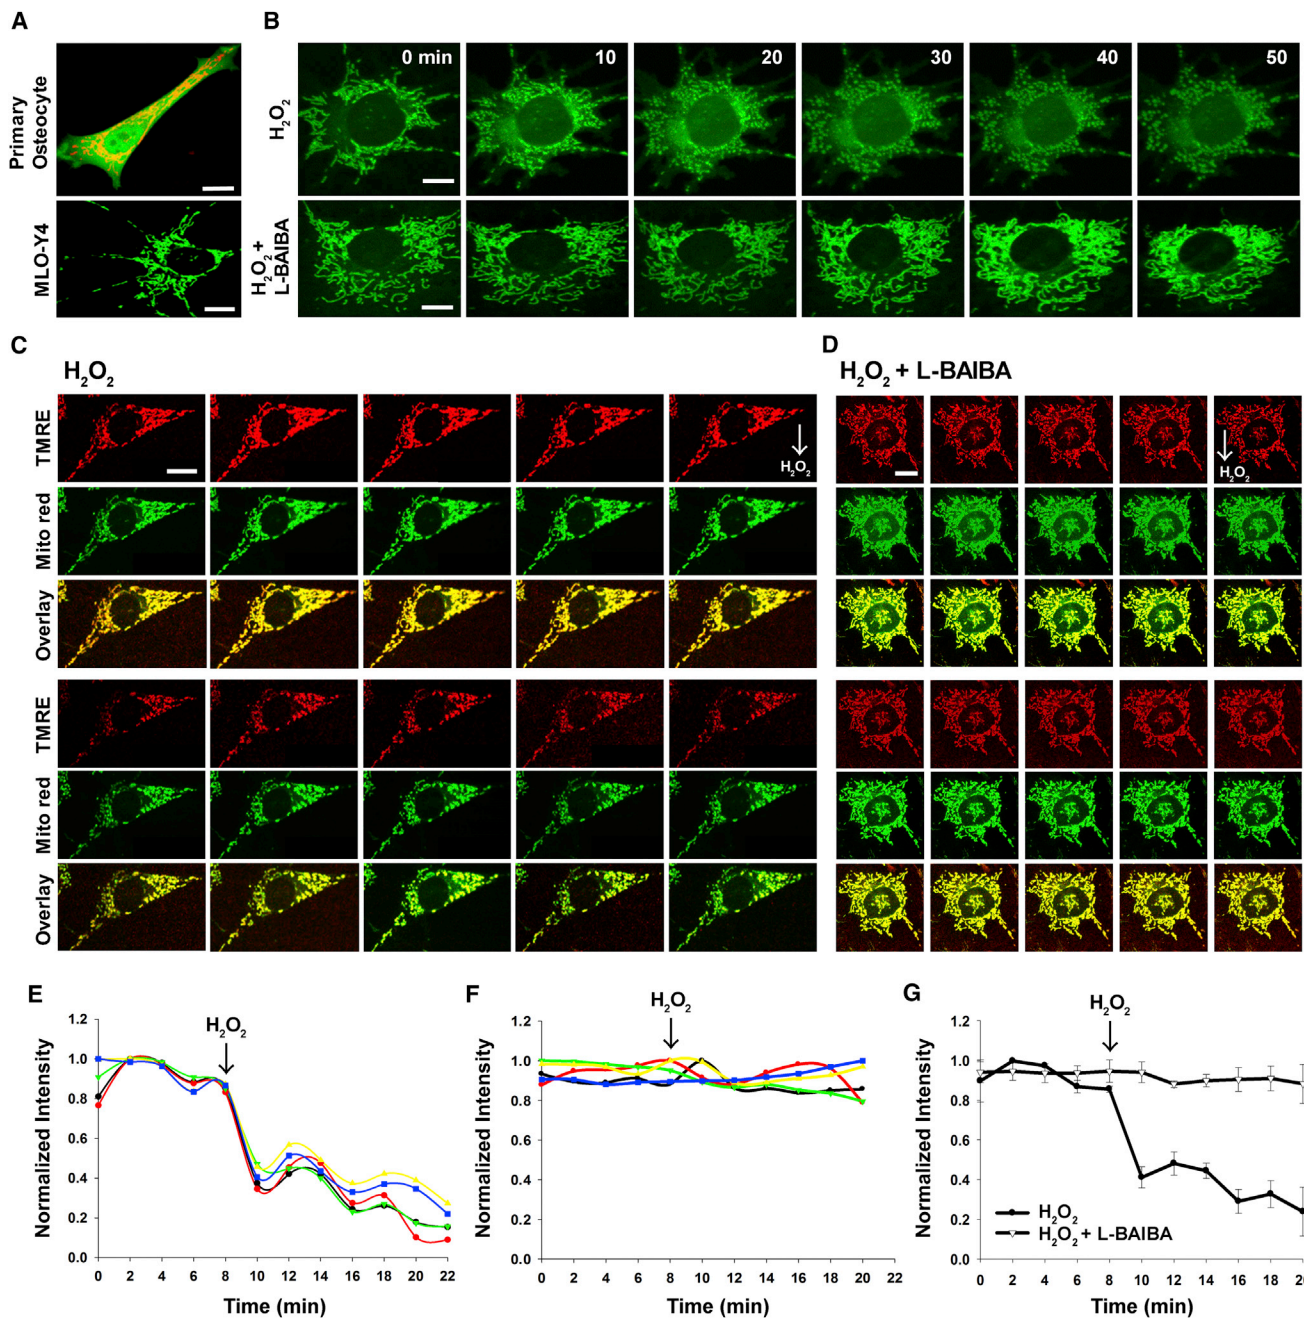 A
B
Primary
Osteocyte
MLO-Y4
H₂O₂
H₂O₂ +
L-BAIBA
0 min
10
20
30
40
50
C
H₂O₂
D
H₂O₂ + L-BAIBA
TMRE
H₂O₂
H₂O₂
Mito red
Overlay
TMRE
Mito red
Overlay
E
H₂O₂
Normalized Intensity
1.2
1.0
0.8
0.6
0.4
0.2
0.0
0 2 4 6 8 10 12 14 16 18 20 22
Time (min)
F
H₂O₂
Normalized Intensity
1.2
1.0
0.8
0.6
0.4
0.2
0.0
0 2 4 6 8 10 12 14 16 18 20 22
Time (min)
G
H₂O₂
Normalized Intensity
1.2
1.0
0.8
0.6
0.4
0.2
0.0
H₂O₂
H₂O₂ + L-BAIBA
0 2 4 6 8 10 12 14 16 18 20
Time (min)